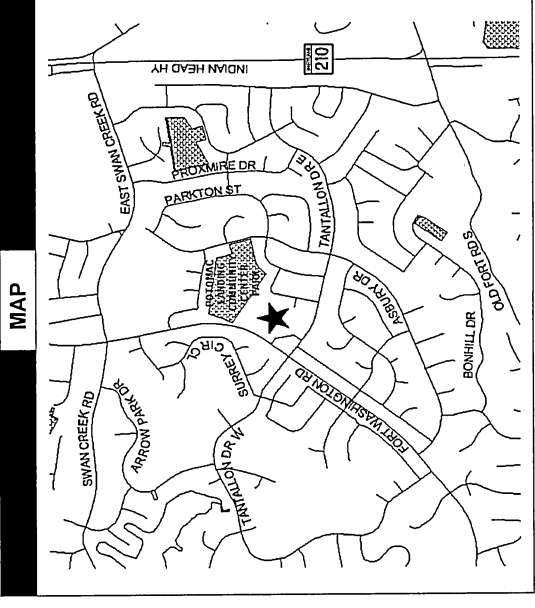 MAP
EAST SWAN CREEK RD
INDIAN HEAD HY
210
PROXMIRE DR
PARKTON ST
TANTALLON DR E
POTOMAC
LANDING
COMMUNITY
CENTER
PARK
SWAN CREEK RD
ARROW PARK DR
SURREY CIR CL
TANTALLON DR W
FORT WASHINGTON RD
ASBURY DR
BONHILL DR
OLD FORT RD S